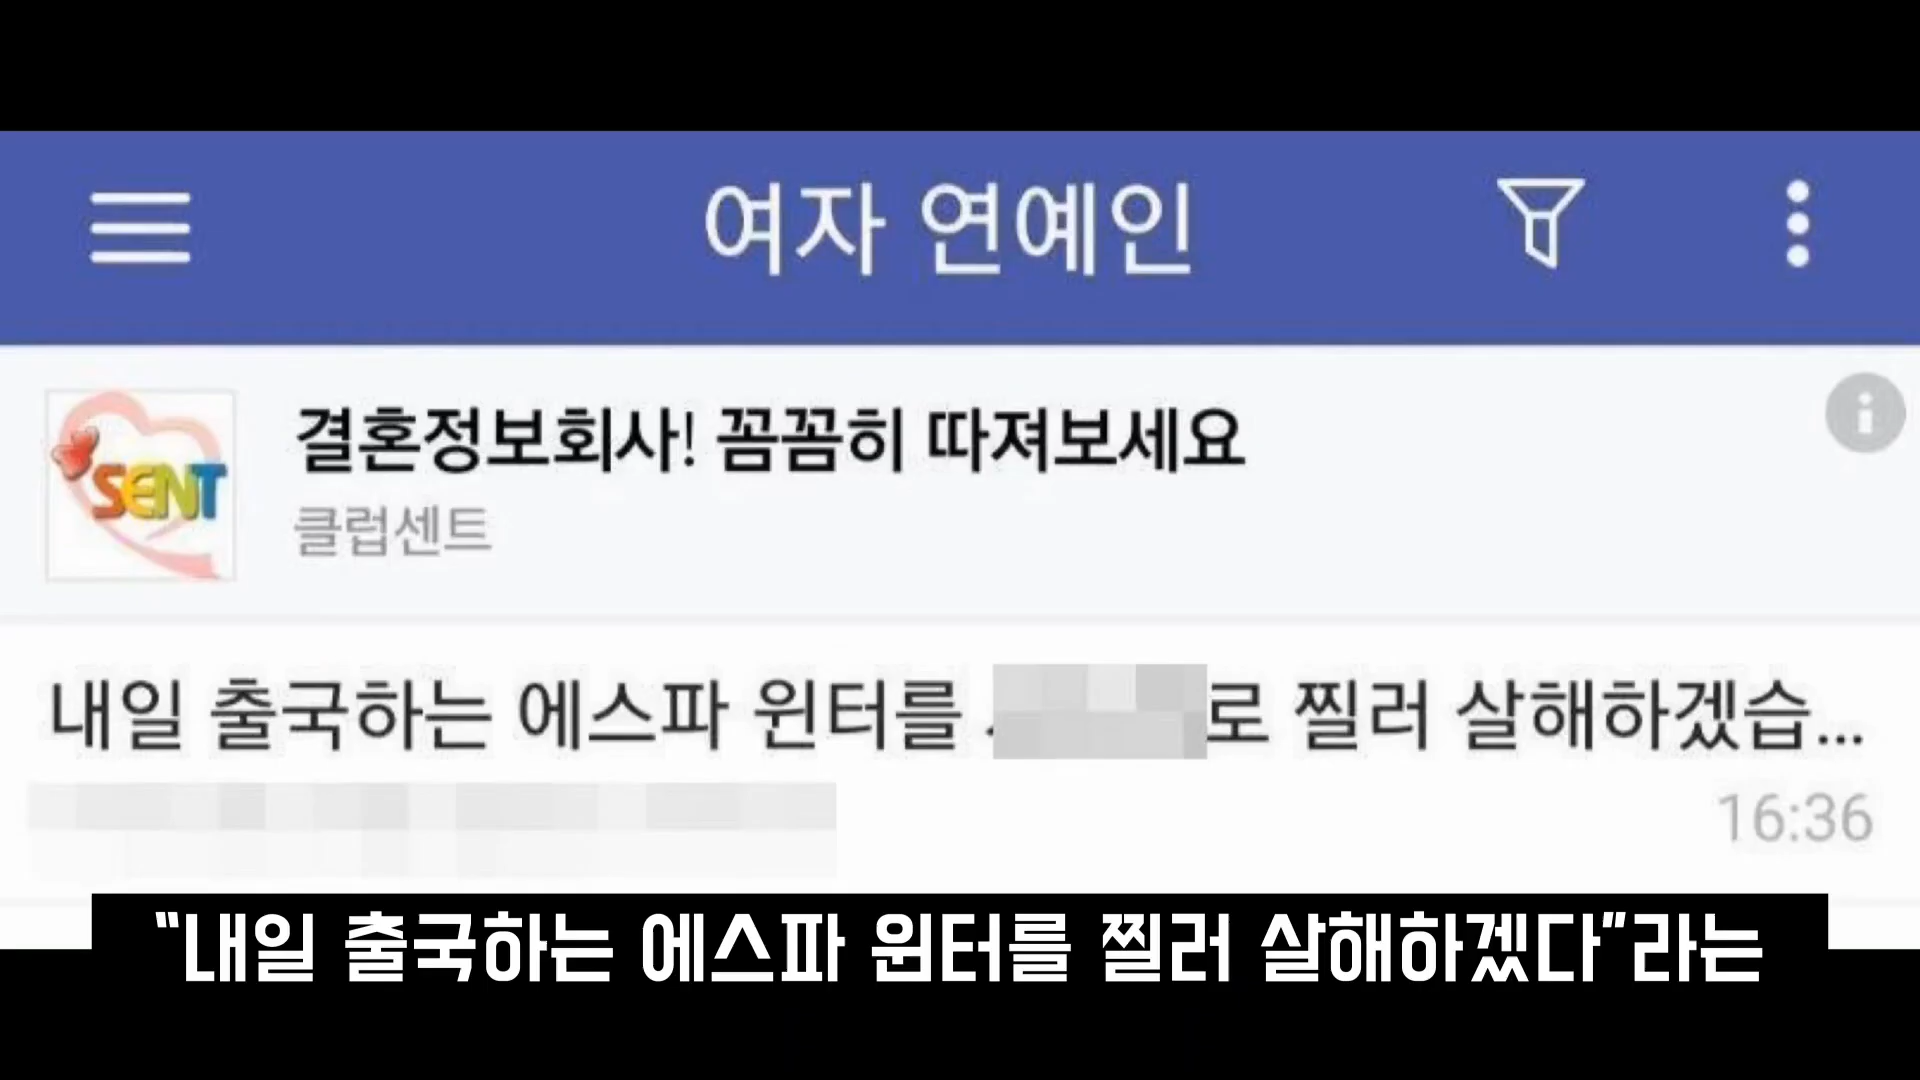 여자 연예인
SENT
결혼정보회사! 꼼꼼히 따져보세요
클럽센트
내일 출국하는 에스파 윈터를 로 찔러 살해하겠습...
16:36
“내일 출국하는 에스파 윈터를 찔러 살해하겠다”라는